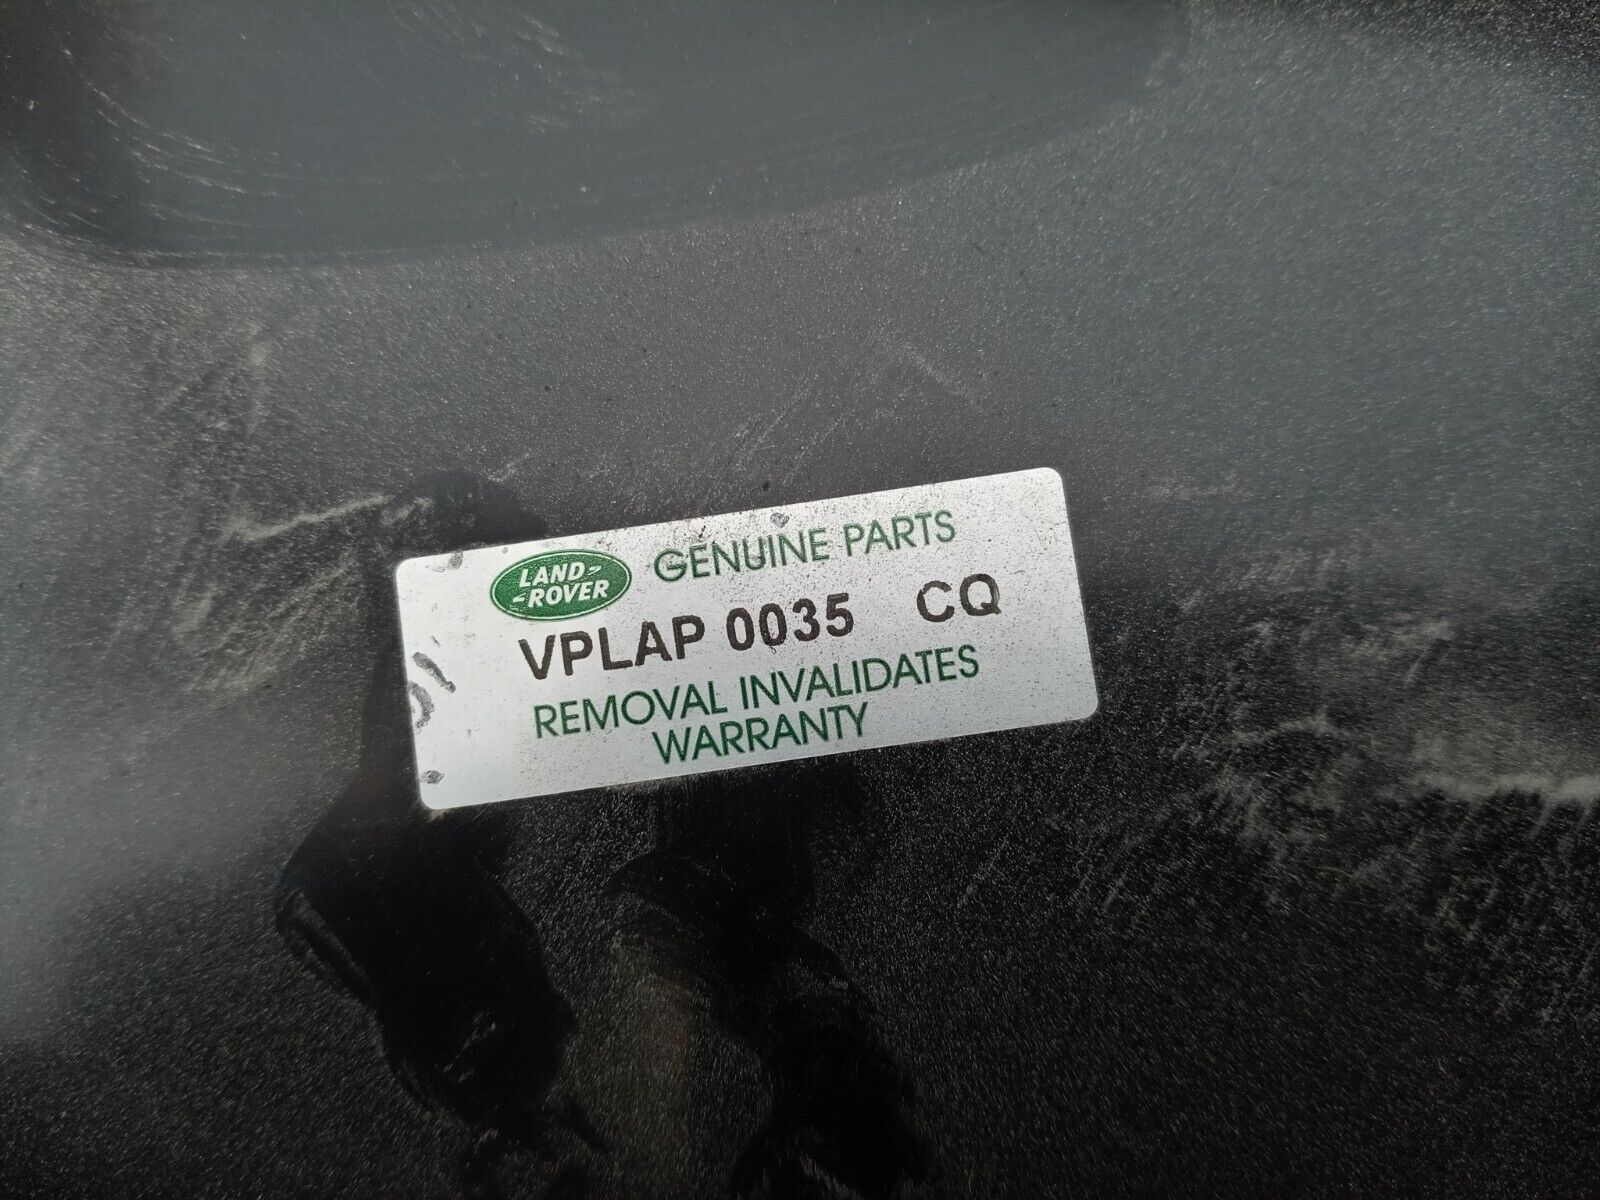 LAND-
-ROVER
GENUINE PARTS
VPLAP 0035 CQ
REMOVAL INVALIDATES
WARRANTY